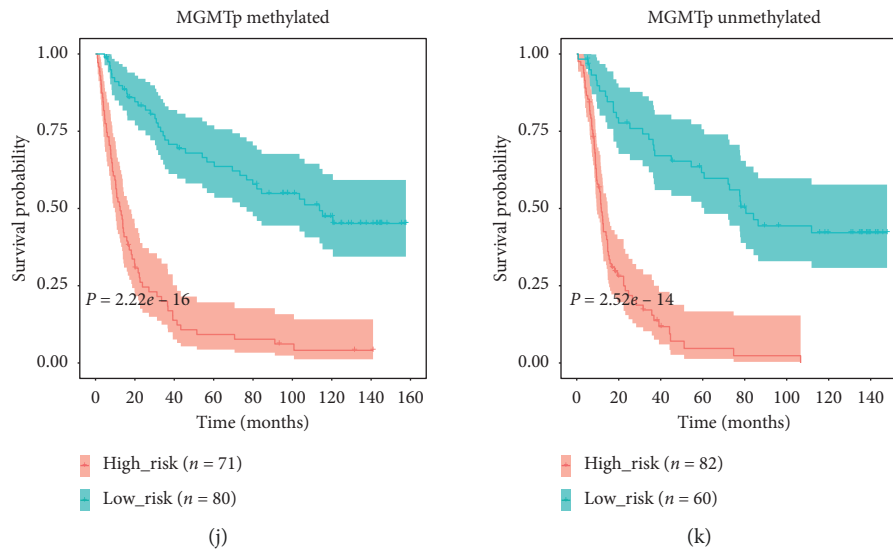 MGMTp methylated
1.00
0.75
0.50
0.25
0.00
Survival probability
P = 2.22e – 16
0 20 40 60 80 100 120 140 160
Time (months)
High_risk (n = 71)
Low_risk (n = 80)
(j)
MGMTp unmethylated
1.00
0.75
0.50
0.25
0.00
Survival probability
P = 2.52e – 14
0 20 40 60 80 100 120 140
Time (months)
High_risk (n = 82)
Low_risk (n = 60)
(k)